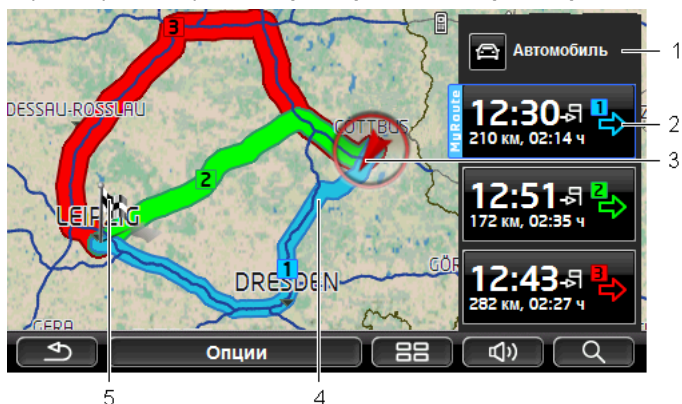 3
Автомобиль
1
DESSAU-ROSSLAU
COTTBUS
MyRoute
12:30
1
210 км, 02:14 ч
2
3
2
12:51
2
172 км, 02:35 ч
LEIPZIG
1
DRESDEN
GÖR
12:43
3
282 км, 02:27 ч
GERA
Опции
5
4